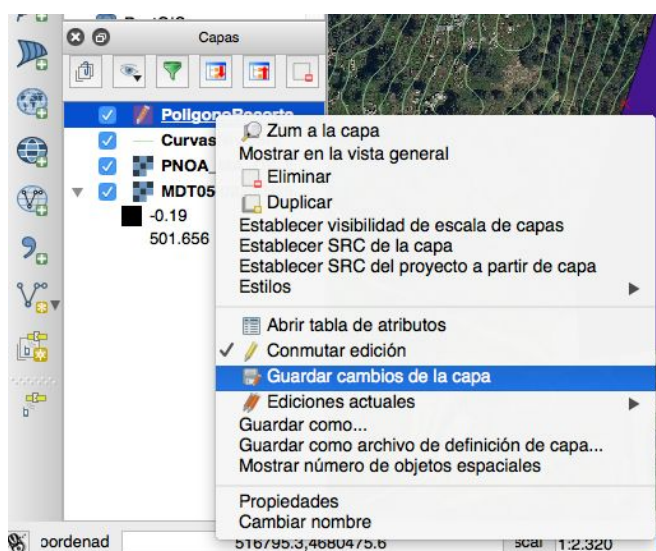 Capas
PoligonoRecorte
Curvas
PNOA_
MDT05
-0.19
501.656
Zum a la capa
Mostrar en la vista general
Eliminar
Duplicar
Establecer visibilidad de escala de capas
Establecer SRC de la capa
Establecer SRC del proyecto a partir de capa
Estilos
Abrir tabla de atributos
Conmutar edición
Guardar cambios de la capa
Ediciones actuales
Guardar como...
Guardar como archivo de definición de capa...
Mostrar número de objetos espaciales
Propiedades
Cambiar nombre
oordenad 516795.3,4680475.6 scal 1:2.320